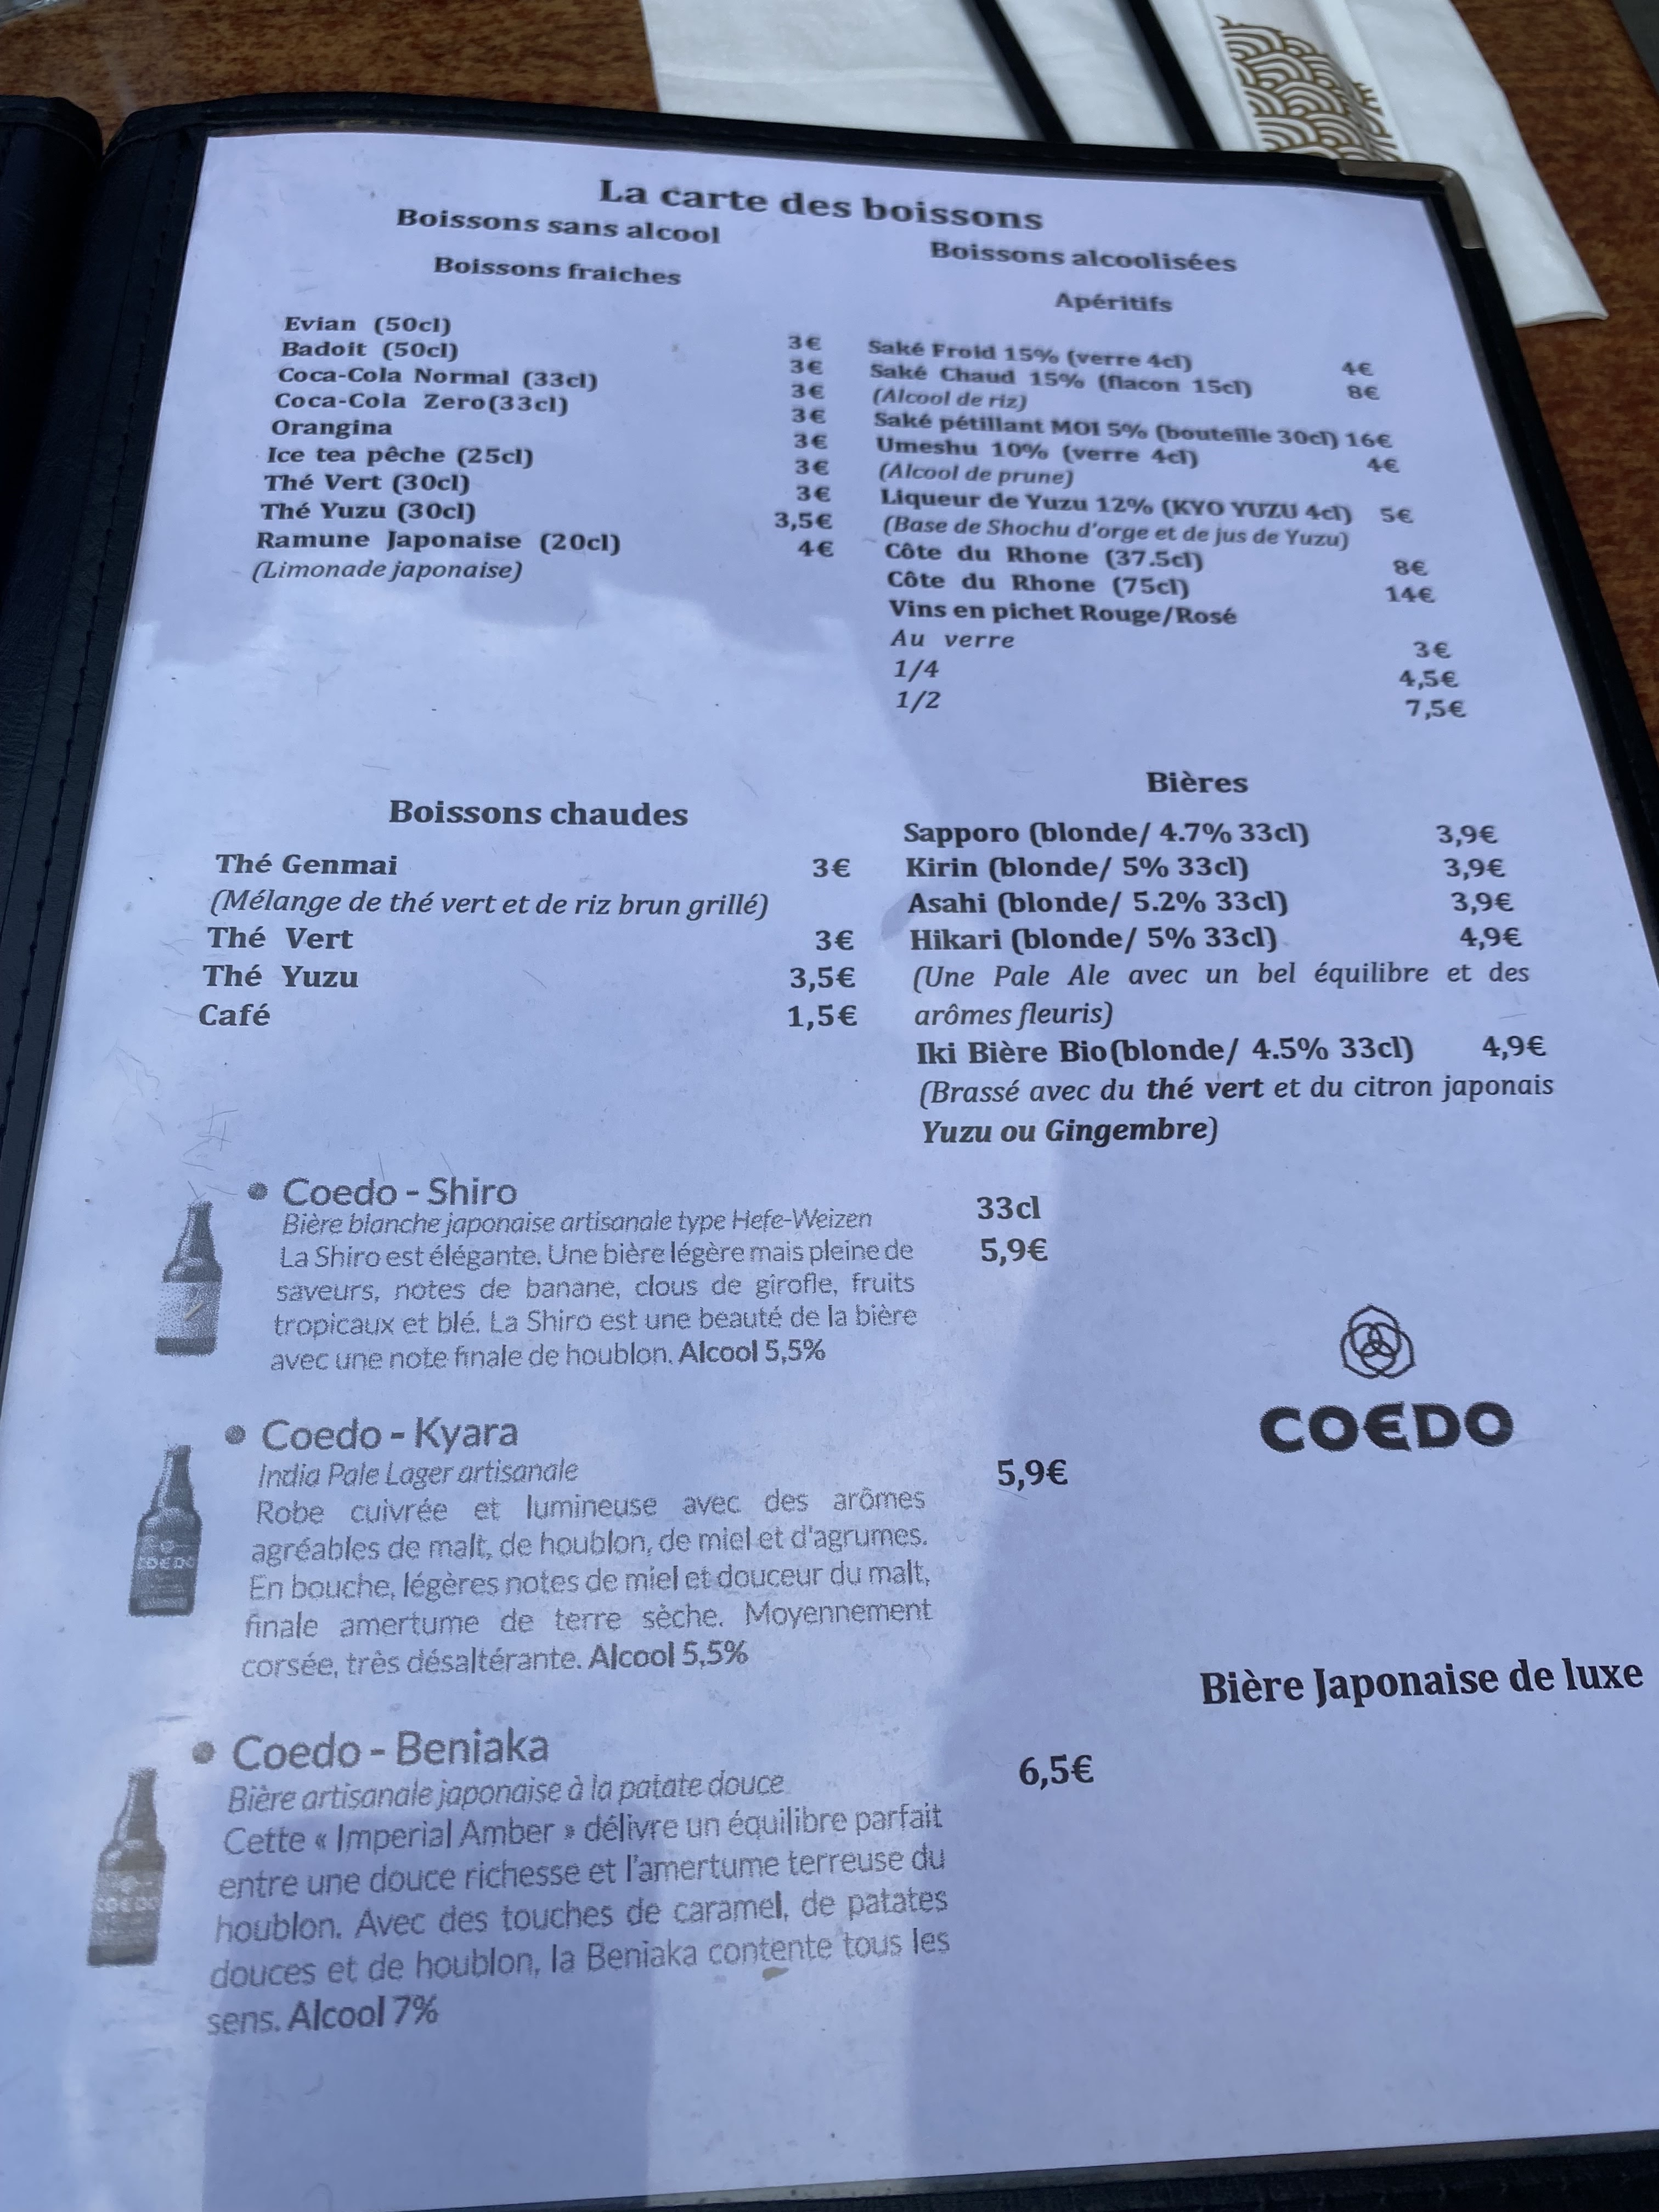 La carte des boissons
Boissons sans alcool
Boissons fraiches
Evian (50cl) 3€
Badoit (50cl) 3€
Coca-Cola Normal (33cl) 3€
Coca-Cola Zero(33cl) 3€
Orangina 3€
Ice tea pêche (25cl) 3€
Thé Vert (30cl) 3€
Thé Yuzu (30cl) 3,5€
Ramune Japonaise (20cl) 4€
(Limonade japonaise)
Boissons alcoolisées
Apéritifs
Saké Froid 15% (verre 4cl) 4€
Saké Chaud 15% (flacon 15cl) 8€
(Alcool de riz)
Saké pétillant MOI 5% (bouteille 30cl) 16€
Umeshu 10% (verre 4cl) 4€
(Alcool de prune)
Liqueur de Yuzu 12% (KYO YUZU 4cl) 5€
(Base de Shochu d'orge et de jus de Yuzu)
Côte du Rhone (37.5cl) 8€
Côte du Rhone (75cl) 14€
Vins en pichet Rouge/Rosé
Au verre 3€
1/4 4,5€
1/2 7,5€
Boissons chaudes
Thé Genmai 3€
(Mélange de thé vert et de riz brun grillé)
Thé Vert 3€
Thé Yuzu 3,5€
Café 1,5€
Bières
Sapporo (blonde/ 4.7% 33cl) 3,9€
Kirin (blonde/ 5% 33cl) 3,9€
Asahi (blonde/ 5.2% 33cl) 3,9€
Hikari (blonde/ 5% 33cl) 4,9€
(Une Pale Ale avec un bel équilibre et des
arômes fleuris)
Iki Bière Bio(blonde/ 4.5% 33cl) 4,9€
(Brassé avec du thé vert et du citron japonais
Yuzu ou Gingembre)
Coedo - Shiro 33cl
Bière blanche japonaise artisanale type Hefe-Weizen
La Shiro est élégante. Une bière légère mais pleine de 5,9€
saveurs, notes de banane, clous de girofle, fruits
tropicaux et blé. La Shiro est une beauté de la bière
avec une note finale de houblon. Alcool 5,5%
COEDO
Coedo - Kyara
India Pale Lager artisanale 5,9€
Robe cuivrée et lumineuse avec des arômes
agréables de malt, de houblon, de miel et d'agrumes.
En bouche, légères notes de miel et douceur du malt,
finale amertume de terre sèche. Moyennement
corsée, très désaltérante. Alcool 5,5%
COEDO
Bière Japonaise de luxe
Coedo - Beniaka 6,5€
Bière artisanale japonaise à la patate douce
Cette « Imperial Amber » délivre un équilibre parfait
entre une douce richesse et l'amertume terreuse du
houblon. Avec des touches de caramel, de patates
douces et de houblon, la Beniaka contente tous les
sens. Alcool 7%
COEDO